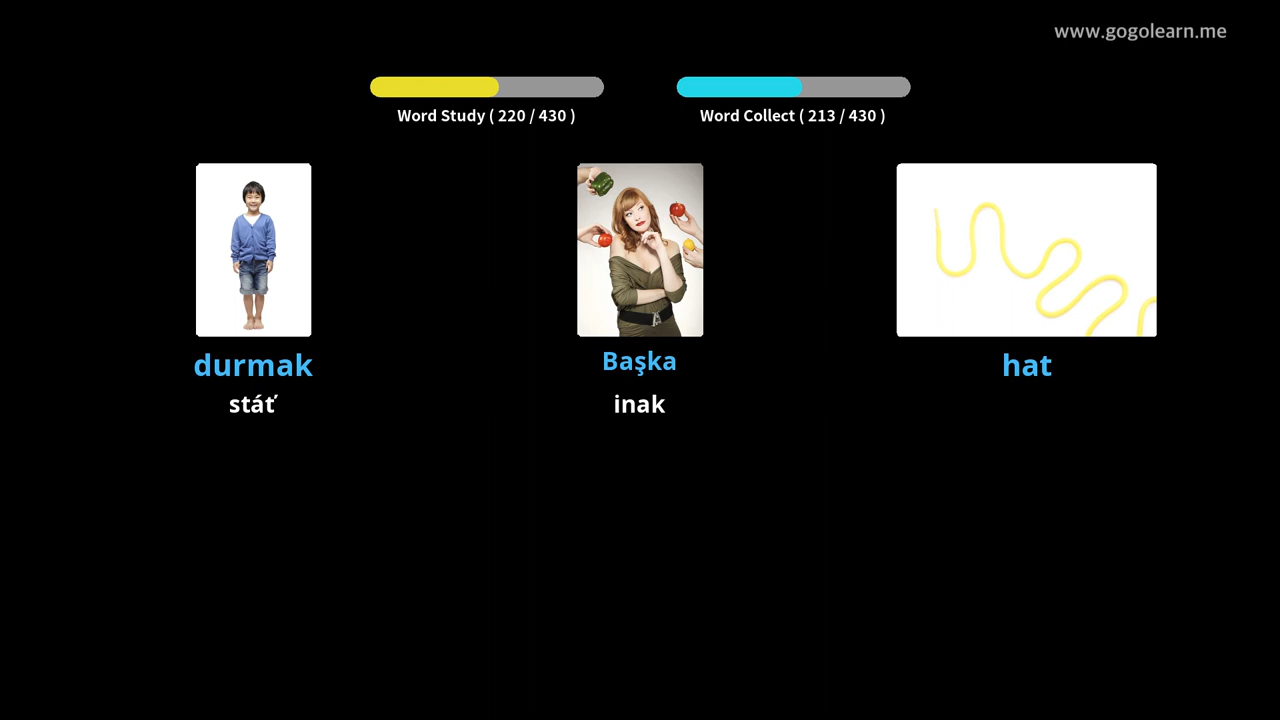 www.gogolearn.me
Word Study ( 220 / 430 )
Word Collect ( 213 / 430 )
durmak
stáť
Başka
inak
hat